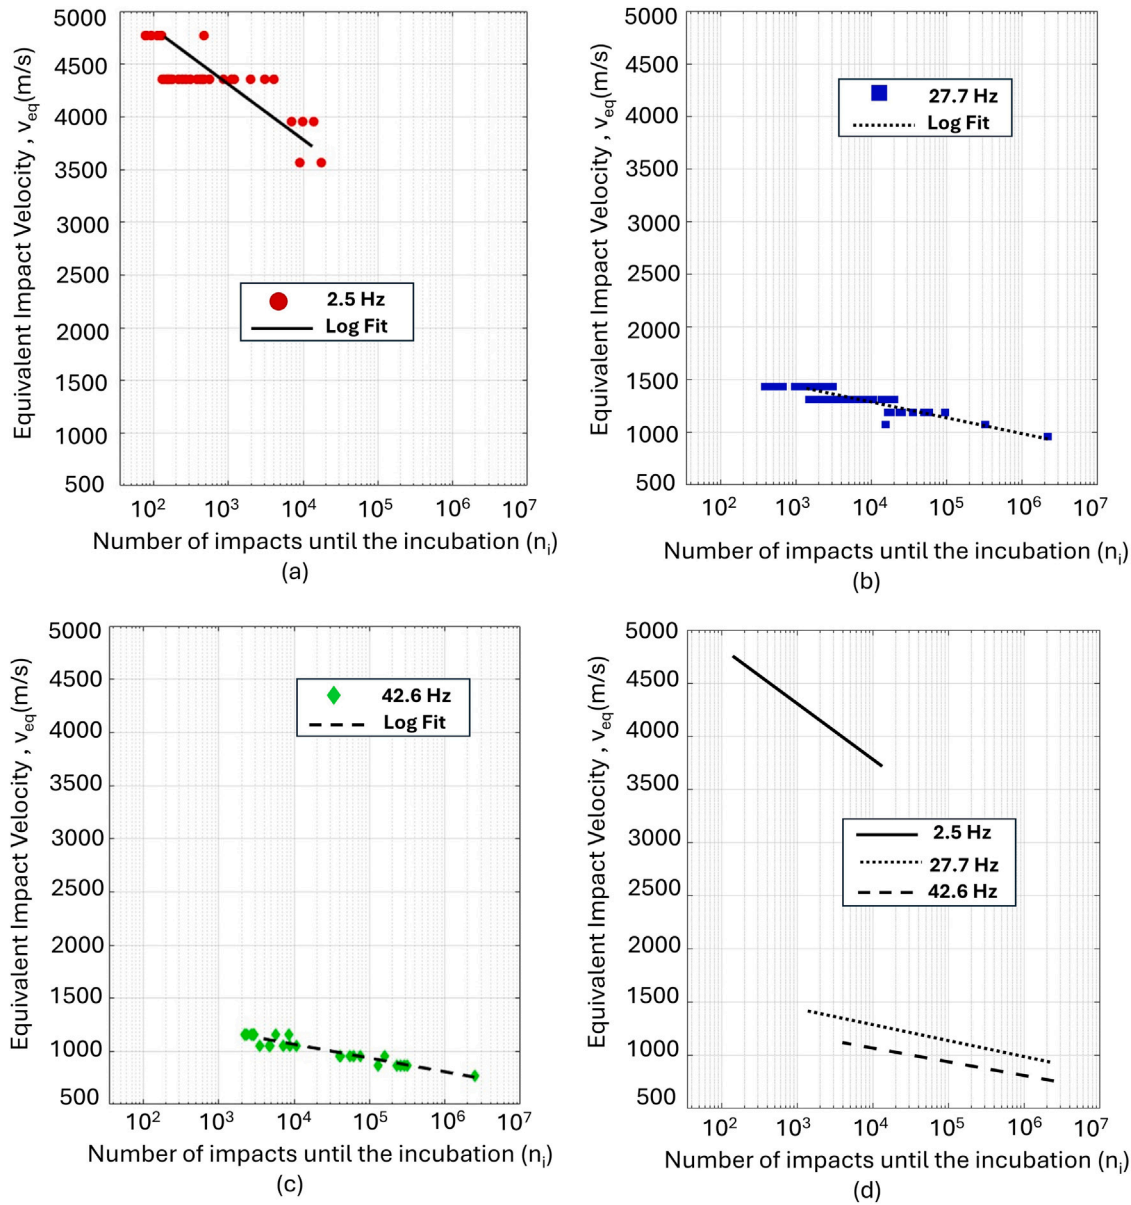 5000
4500
4000
3500
3000
2500
2000
1500
1000
500
Equivalent Impact Velocity , v_eq(m/s)
2.5 Hz
Log Fit
10² 10³ 10⁴ 10⁵ 10⁶ 10⁷
Number of impacts until the incubation (nᵢ)
(a)
5000
4500
4000
3500
3000
2500
2000
1500
1000
500
Equivalent Impact Velocity , v_eq(m/s)
27.7 Hz
Log Fit
10² 10³ 10⁴ 10⁵ 10⁶ 10⁷
Number of impacts until the incubation (nᵢ)
(b)
5000
4500
4000
3500
3000
2500
2000
1500
1000
500
Equivalent Impact Velocity , v_eq(m/s)
42.6 Hz
Log Fit
10² 10³ 10⁴ 10⁵ 10⁶ 10⁷
Number of impacts until the incubation (nᵢ)
(c)
5000
4500
4000
3500
3000
2500
2000
1500
1000
500
Equivalent Impact Velocity , v_eq(m/s)
2.5 Hz
27.7 Hz
42.6 Hz
10² 10³ 10⁴ 10⁵ 10⁶ 10⁷
Number of impacts until the incubation (nᵢ)
(d)